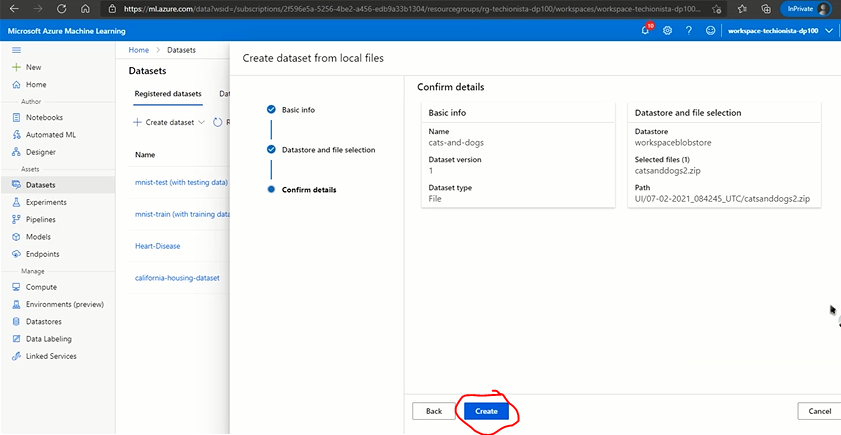 https://ml.azure.com/data?wsid=/subscriptions/2f596e5a-5256-4be2-a456-edb9a33b1304/resourcegroups/rg-techionista-dp100/workspaces/workspace-techionista-dp100...
InPrivate
Microsoft Azure Machine Learning
10
workspace-techionista-dp100
New
Home
Author
Notebooks
Automated ML
Designer
Assets
Datasets
Experiments
Pipelines
Models
Endpoints
Manage
Compute
Environments (preview)
Datastores
Data Labeling
Linked Services
Home > Datasets
Datasets
Registered datasets Dat
Create dataset R
Name
mnist-test (with testing data)
mnist-train (with training data
Heart-Disease
california-housing-dataset
Create dataset from local files
Basic info
Datastore and file selection
Confirm details
Confirm details
Basic info
Name
cats-and-dogs
Dataset version
1
Dataset type
File
Datastore and file selection
Datastore
workspaceblobstore
Selected files (1)
catsanddogs2.zip
Path
UI/07-02-2021_084245_UTC/catsanddogs2.zip
Back
Create
Cancel